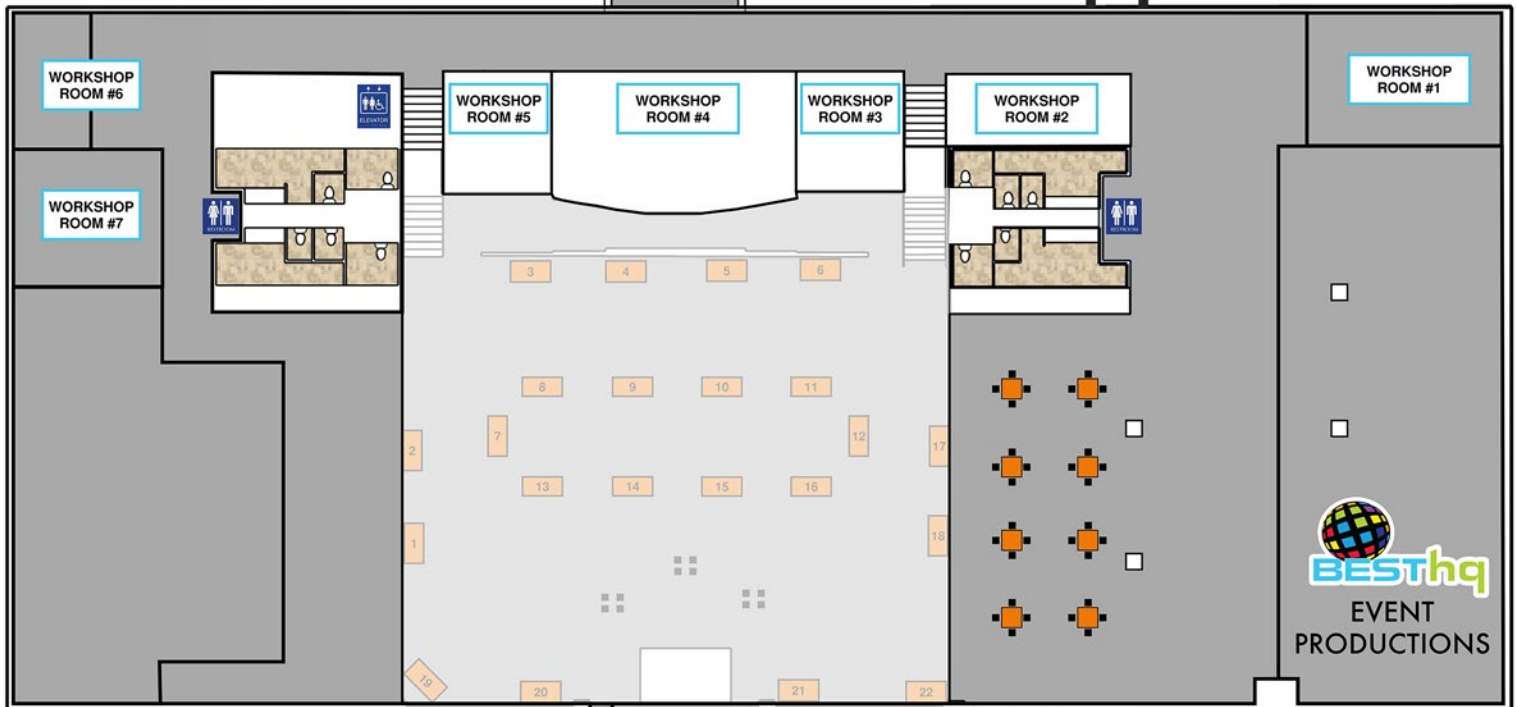 WORKSHOP
ROOM #6
ELEVATOR
WORKSHOP
ROOM #5
WORKSHOP
ROOM #4
WORKSHOP
ROOM #3
WORKSHOP
ROOM #2
WORKSHOP
ROOM #1
WORKSHOP
ROOM #7
RESTROOM
RESTROOM
3
4
5
6
8
9
10
11
2
7
12
17
13
14
15
16
1
18
BESThq
EVENT
PRODUCTIONS
19
20
21
22